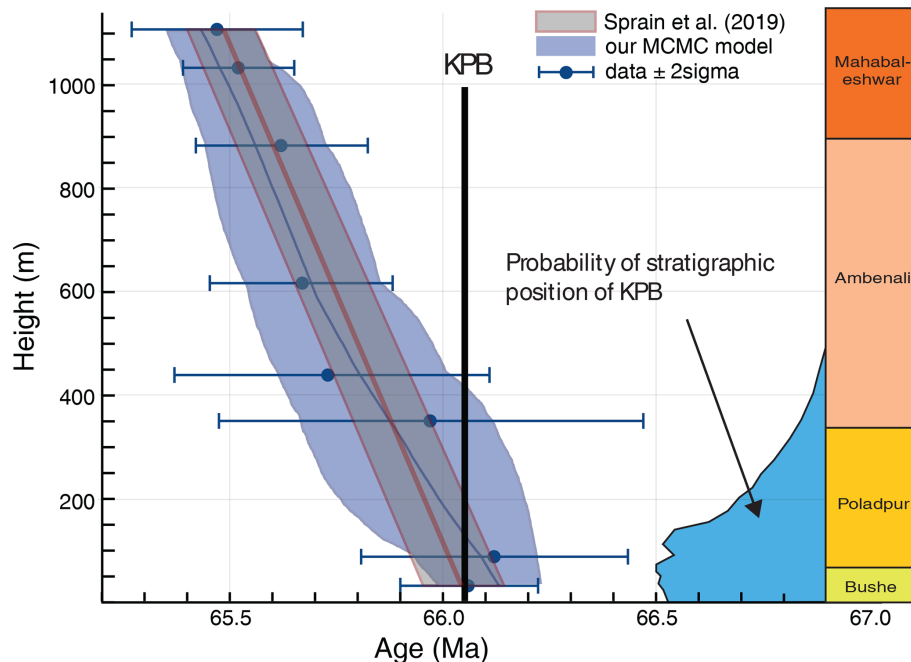 Sprain et al. (2019)
our MCMC model
data ± 2sigma
KPB
Mahabal-
eshwar
Ambenali
Poladpur
Bushe
Probability of stratigraphic
position of KPB
Height (m)
1000
800
600
400
200
65.5
66.0
66.5
67.0
Age (Ma)